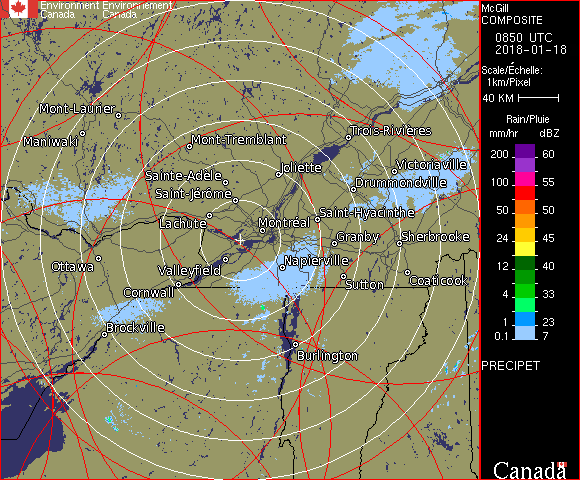 Environment Environnement
Canada Canada
McGill
COMPOSITE
0850 UTC
2018-01-18
Scale/Échelle:
1km/Pixel
40 KM
Rain/Pluie
mm/hr dBZ
200 60
100 55
50 50
24 45
12 40
4 33
1 23
0.1 7
PRECIPET
Mont-Laurier
Maniwaki
Mont-Tremblant
Trois-Rivières
Sainte-Adèle
Joliette
Victoriaville
Drummondville
Saint-Jérôme
Saint-Hyacinthe
Lachute
Montréal
Granby
Sherbrooke
Ottawa
Valleyfield
Napierville
Sutton
Coaticook
Cornwall
Brockville
Burlington
Canada